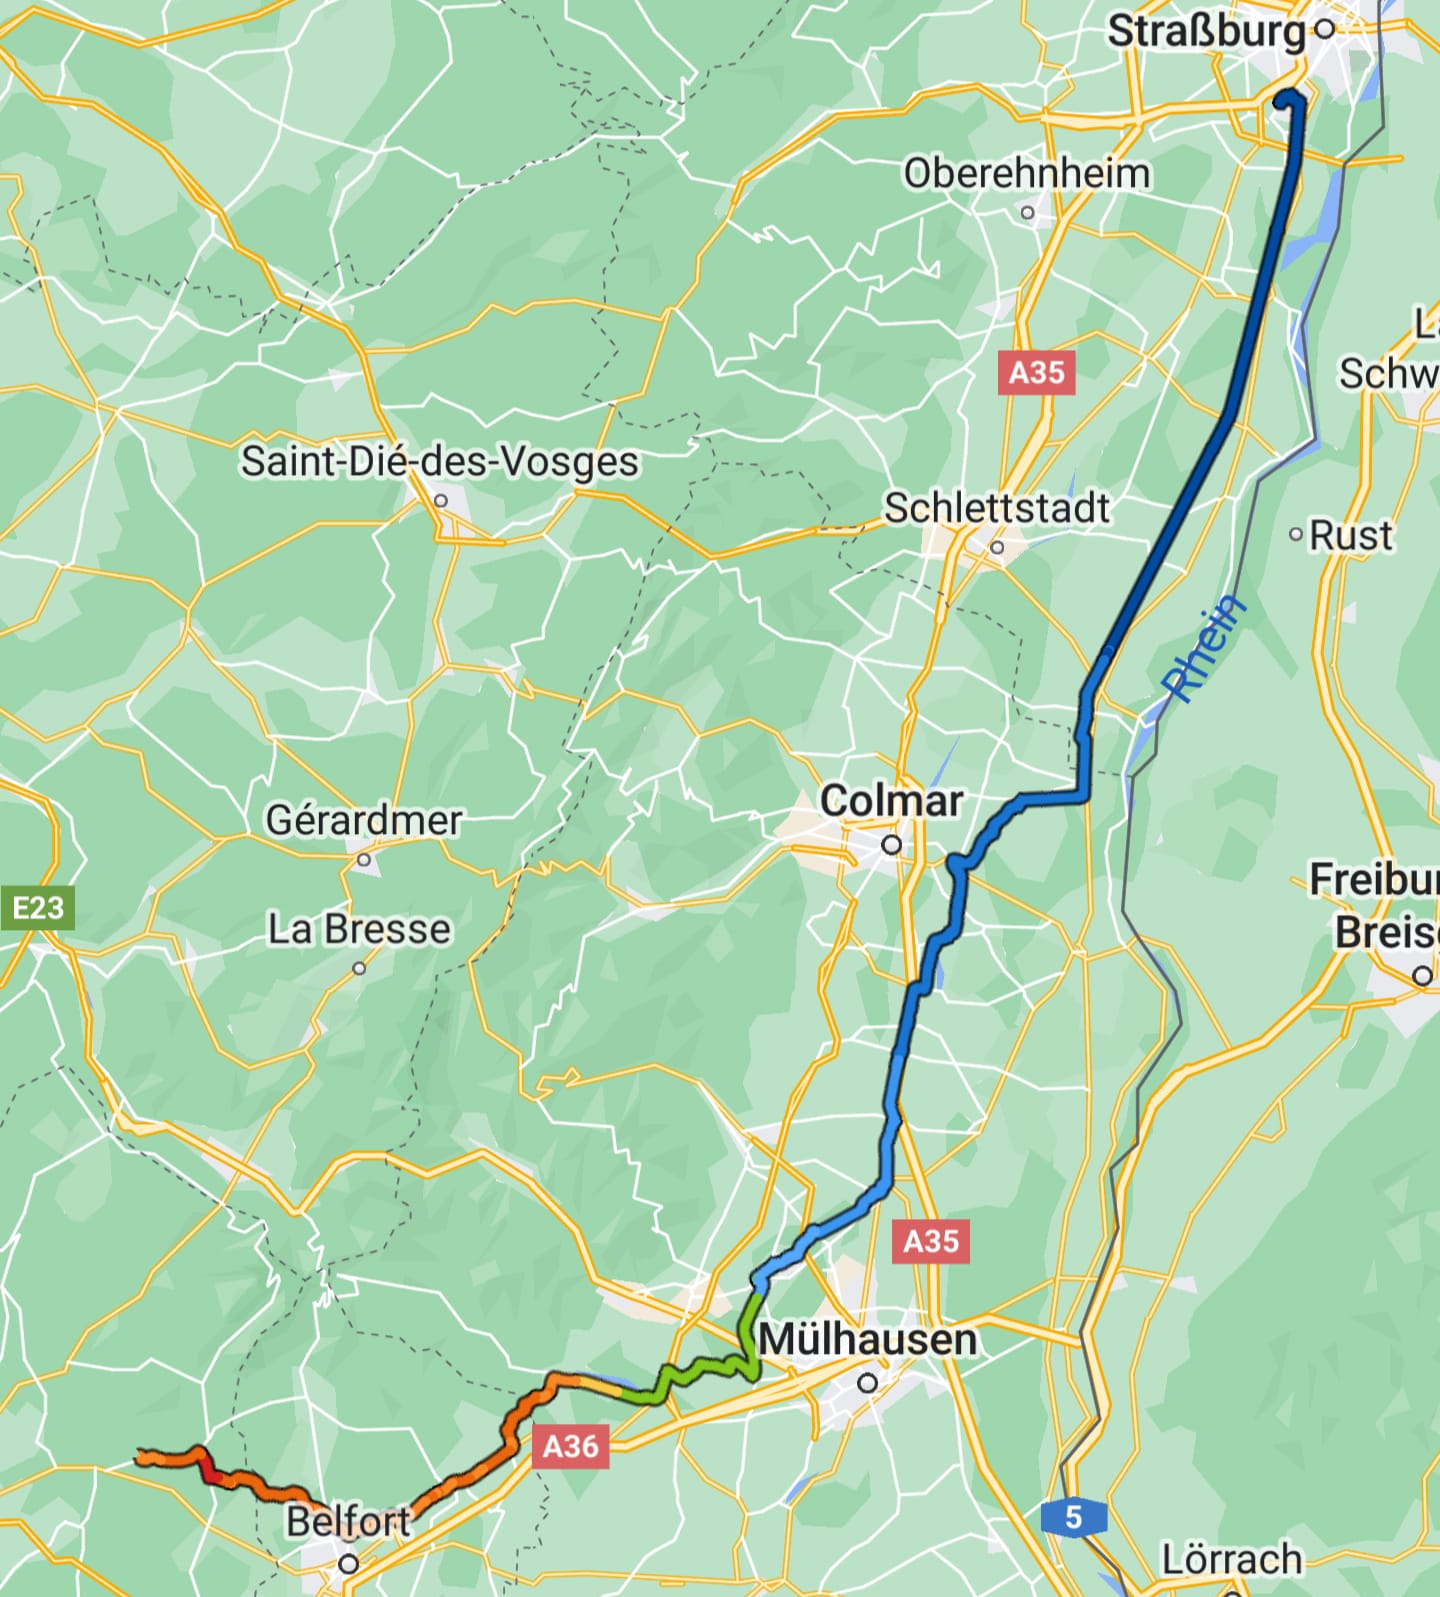 Straßburg
Oberehnheim
A35
Schw
Saint-Dié-des-Vosges
Schlettstadt
Rust
Rhein
Colmar
Gérardmer
Freibu
E23
La Bresse
Breis
A35
Mülhausen
A36
Belfort
5
Lörrach